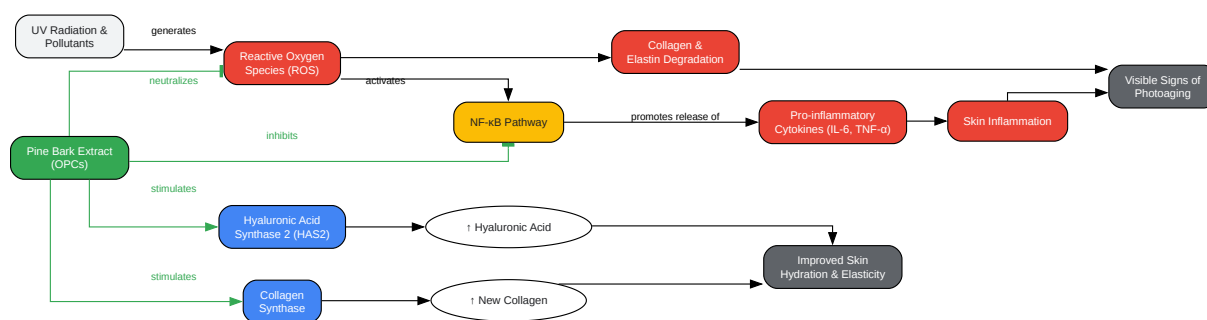 UV Radiation &
Pollutants
generates
Reactive Oxygen
Species (ROS)
Collagen &
Elastin Degradation
Visible Signs of
Photoaging
neutralizes
activates
NF-κB Pathway
promotes release of
Pro-inflammatory
Cytokines (IL-6, TNF-α)
Skin Inflammation
inhibits
Pine Bark Extract
(OPCs)
stimulates
Hyaluronic Acid
Synthase 2 (HAS2)
↑ Hyaluronic Acid
Improved Skin
Hydration & Elasticity
stimulates
Collagen
Synthase
↑ New Collagen